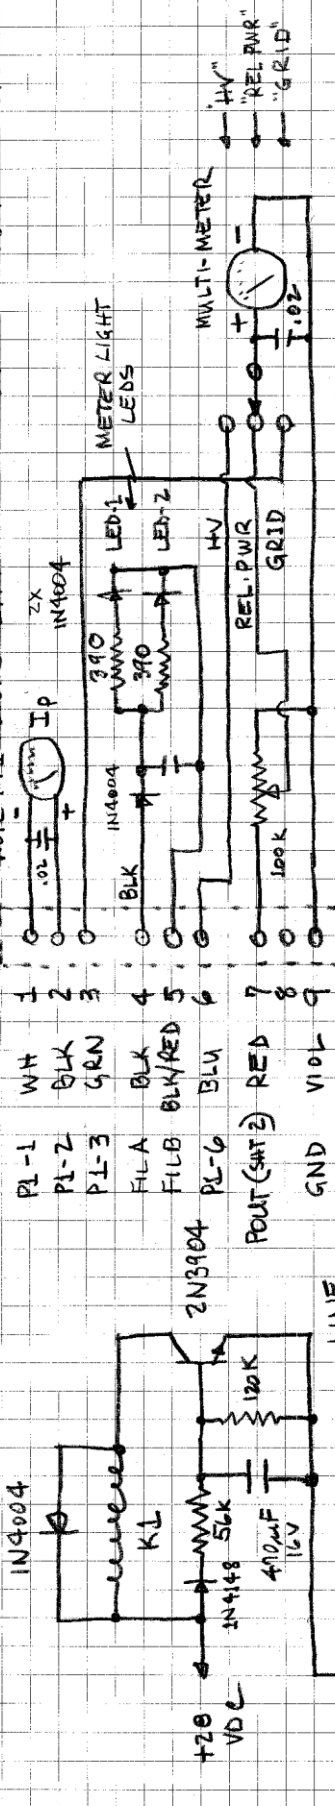 1N4004
K1
+28
VDC
1N4148
56K
470µF
16V
120K
2N3904
P1-1 WH 1
P1-2 BLK 2
P1-3 GRN 3
FILA BLK 4
FILB BLK/RED 5
P1-6 BLU 6
POUT (SHT 2) RED 7
8
GND VIOL 9
.02
-
+
Ip
2X
1N4004
BLK
1N4004
390
390
LED-1
LED-2
METER LIGHT
LEDS
HV
REL. PWR
GRID
100K
MULTI-METER
+
-
.02
"HV"
"REL PWR"
"GRID"